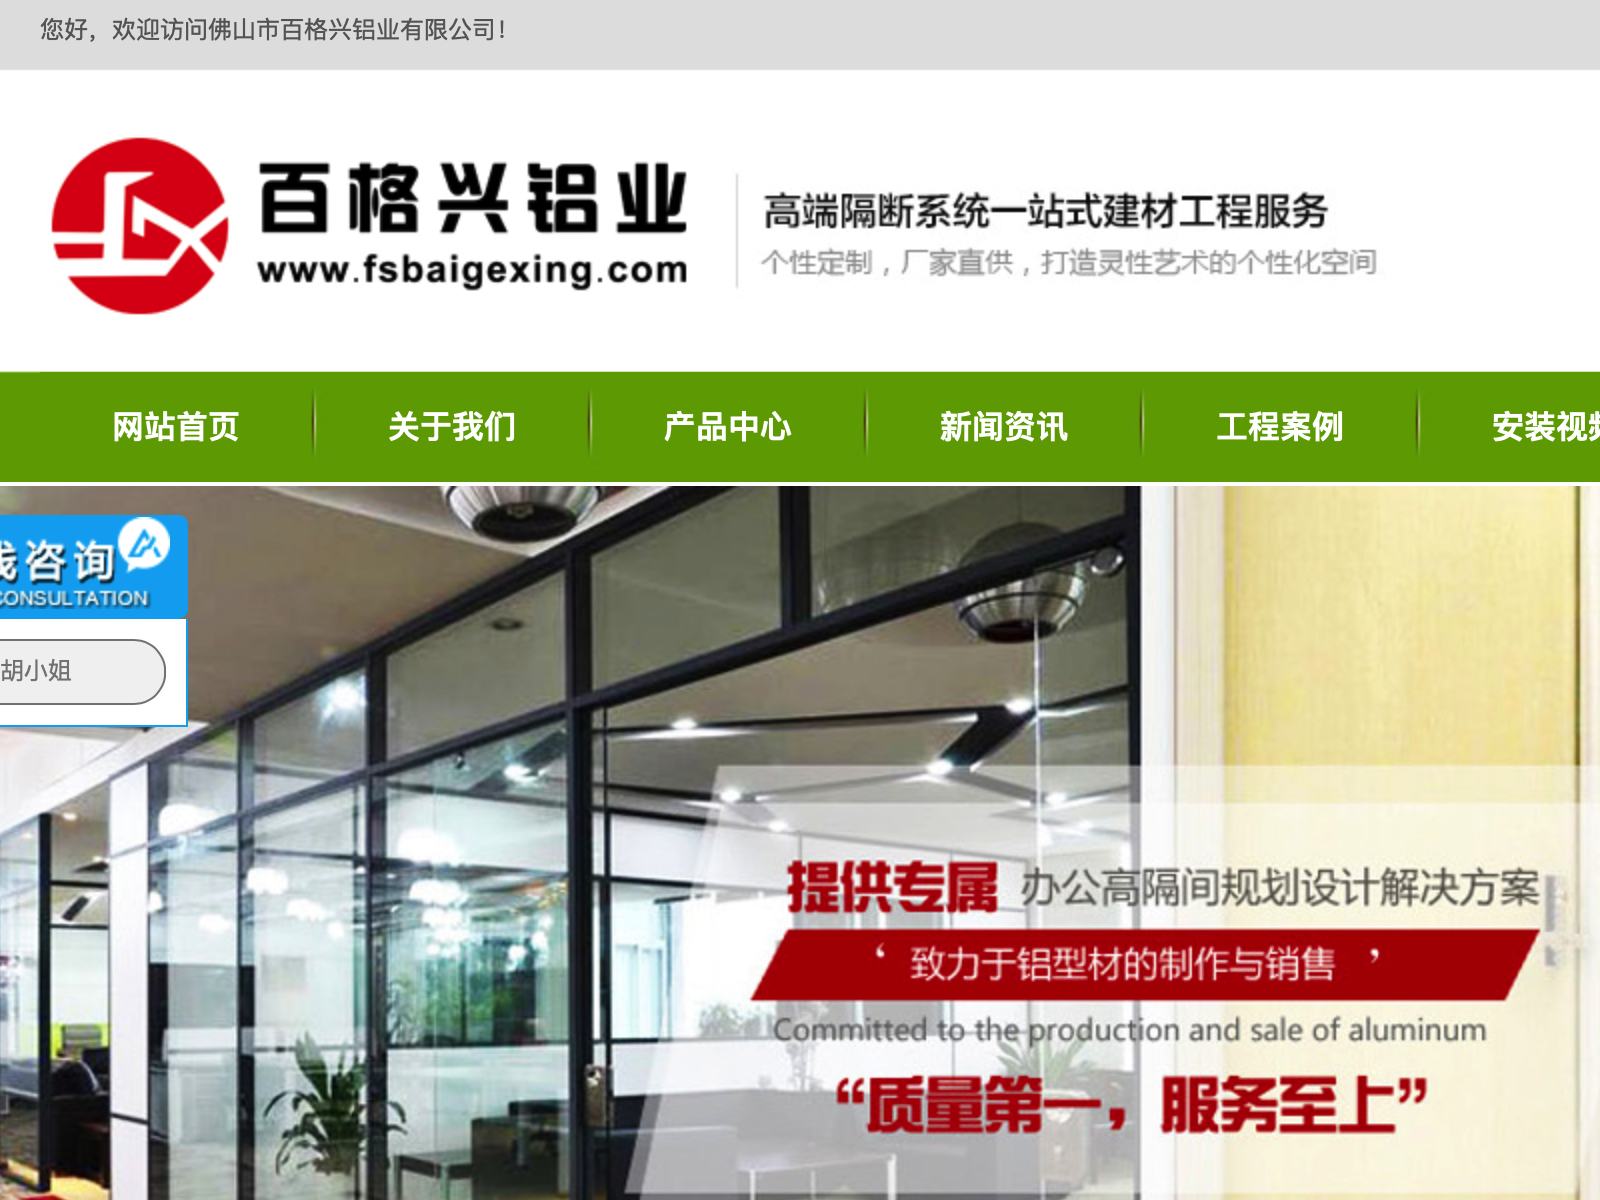 您好，欢迎访问佛山市百格兴铝业有限公司！
百格兴铝业
www.fsbaigexing.com
高端隔断系统一站式建材工程服务
个性定制，厂家直供，打造灵性艺术的个性化空间
网站首页 关于我们 产品中心 新闻资讯 工程案例 安装视频
咨询
CONSULTATION
胡小姐
提供专属 办公高隔间规划设计解决方案
‘ 致力于铝型材的制作与销售 ’
Committed to the production and sale of aluminum
“质量第一，服务至上”